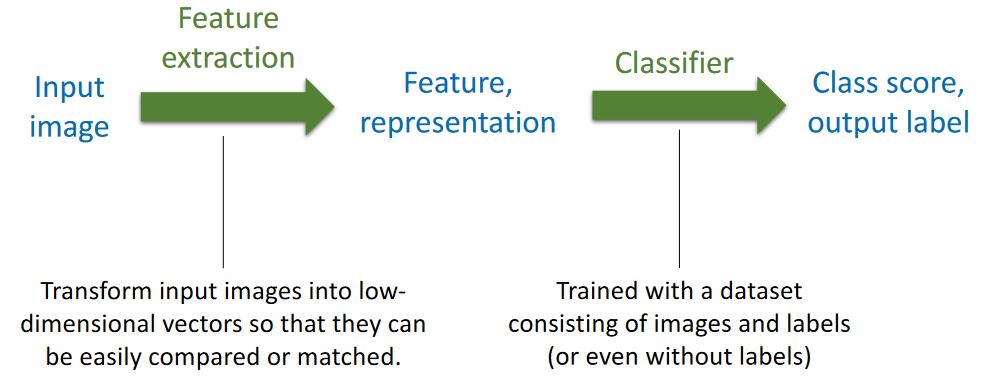 Feature
extraction
Classifier
Input
image
Feature,
representation
Class score,
output label
Transform input images into low-
dimensional vectors so that they can
be easily compared or matched.
Trained with a dataset
consisting of images and labels
(or even without labels)